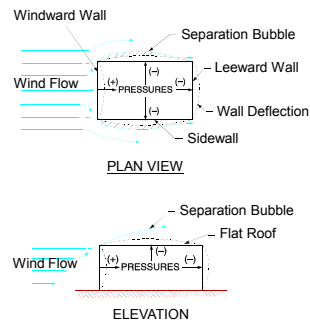 Windward Wall
Separation Bubble
Leeward Wall
Wind Flow
(–)
(+)
PRESSURES
(–)
(–)
Wall Deflection
Sidewall
PLAN VIEW
Separation Bubble
Flat Roof
Wind Flow
(+)
(–)
(–)
PRESSURES
ELEVATION